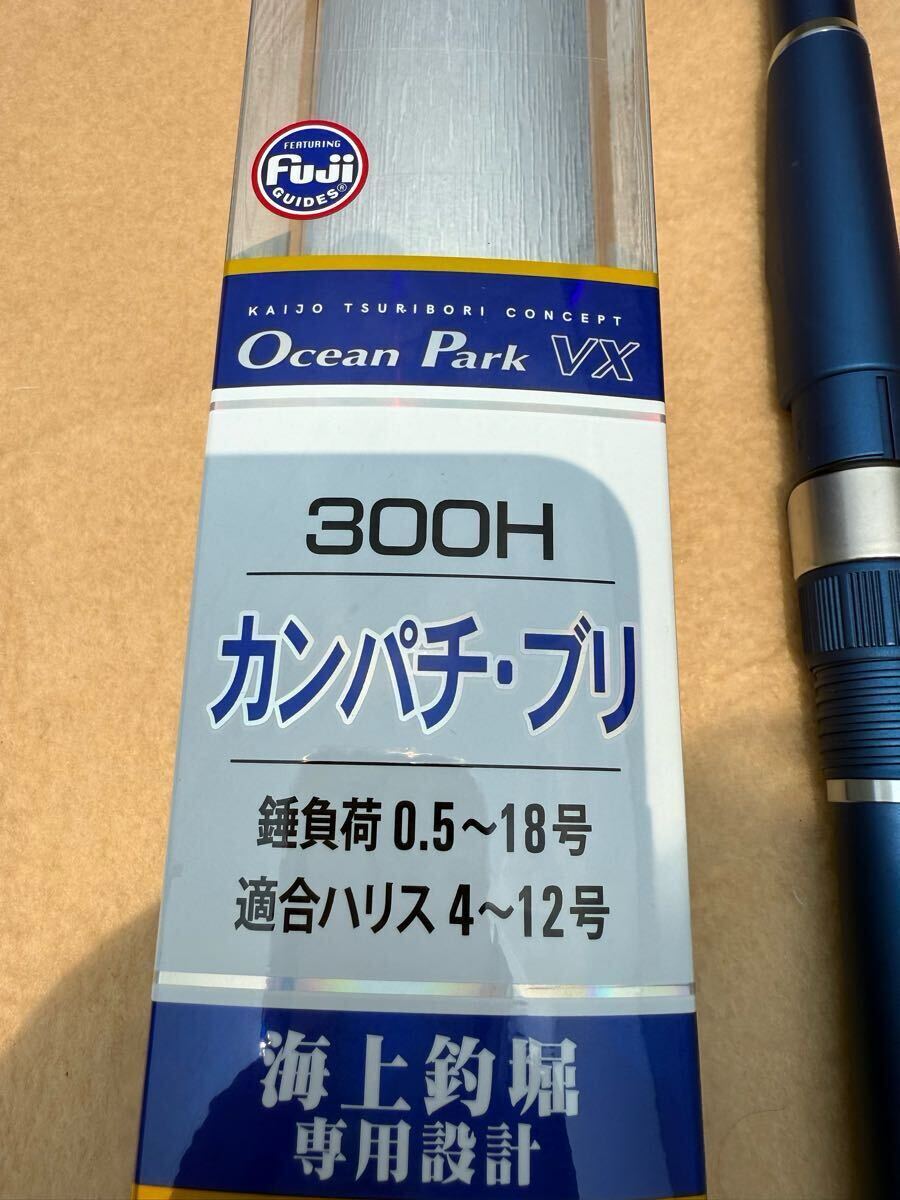 FEATURING
Fuji
GUIDES®
KAIJO TSURIBORI CONCEPT
Ocean Park VX
300H
カンパチ・ブリ
錘負荷 0.5～18号
適合ハリス 4～12号
海上釣堀
専用設計